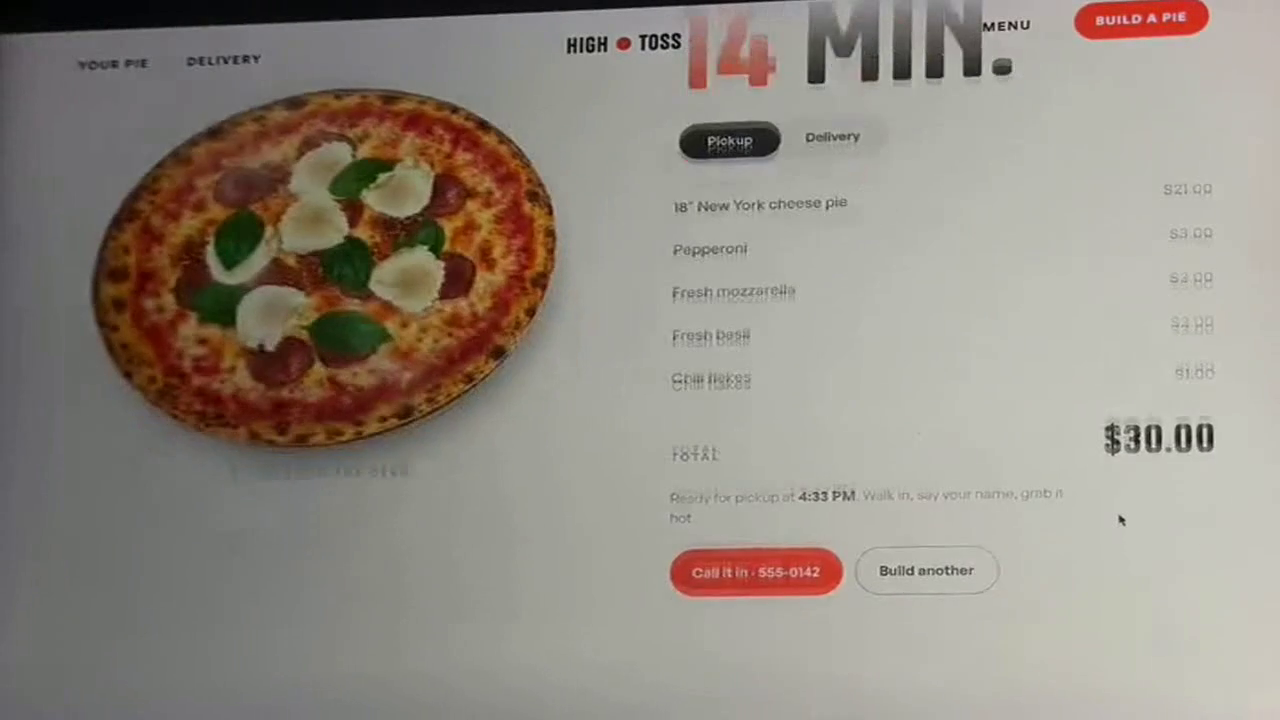 YOUR PIE
DELIVERY
HIGH TOSS
MENU
BUILD A PIE
14 MIN.
Pickup
Delivery
18" New York cheese pie $21.00
Pepperoni $3.00
Fresh mozzarella
Fresh basil
Chili flakes $1.00
TOTAL $30.00
Ready for pickup at 4:33 PM. Walk in, say your name, grab it
hot
Call it in · 555-0142
Build another